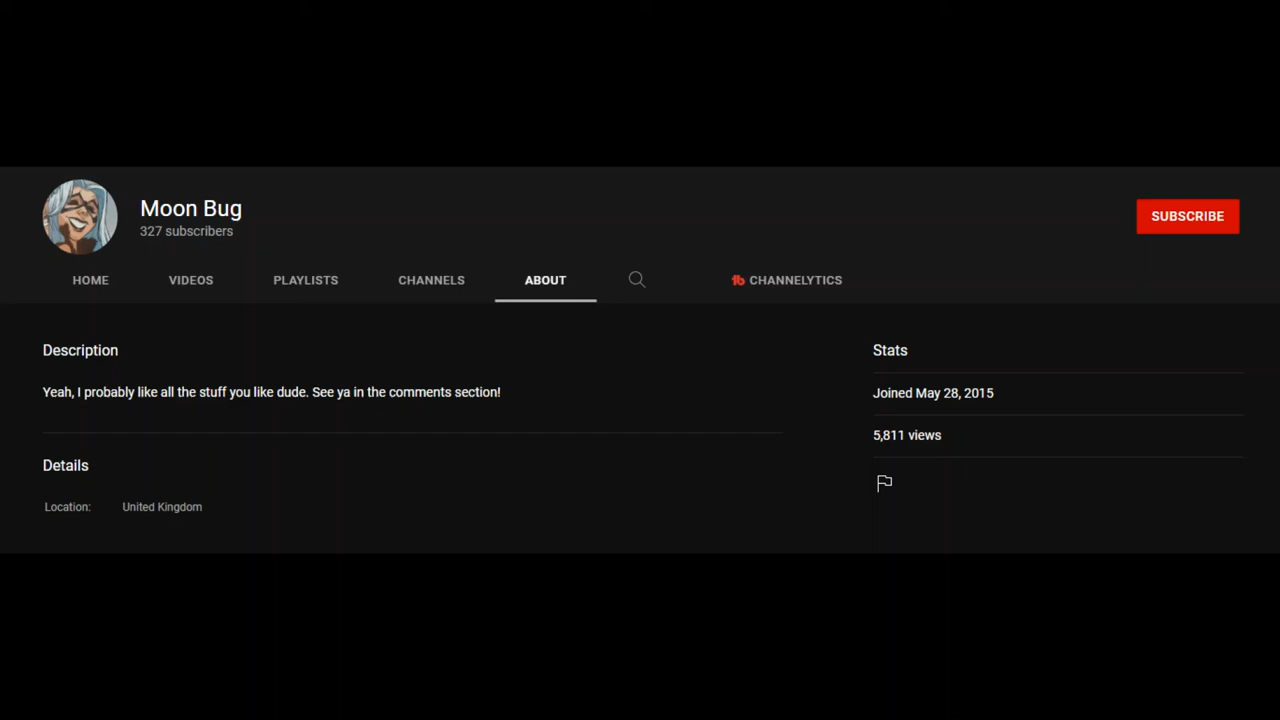 Moon Bug
327 subscribers
SUBSCRIBE
HOME VIDEOS PLAYLISTS CHANNELS ABOUT CHANNELYTICS
Description
Yeah, I probably like all the stuff you like dude. See ya in the comments section!
Details
Location: United Kingdom
Stats
Joined May 28, 2015
5,811 views